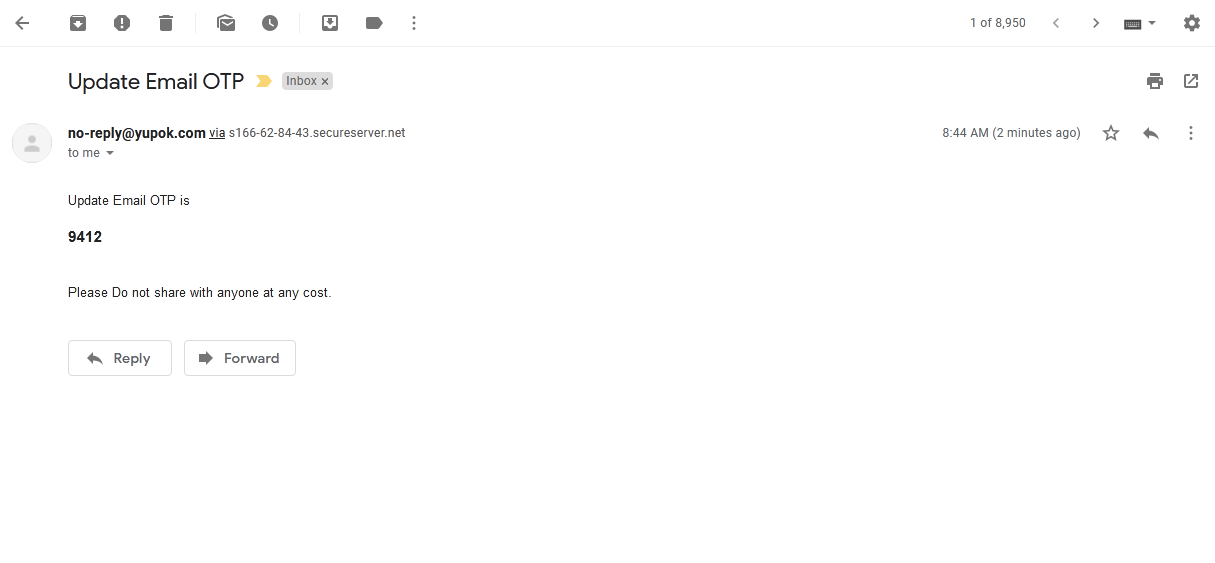 1 of 8,950
Update Email OTP Inbox x
no-reply@yupok.com via s166-62-84-43.secureserver.net 8:44 AM (2 minutes ago)
to me
Update Email OTP is
9412
Please Do not share with anyone at any cost.
Reply Forward